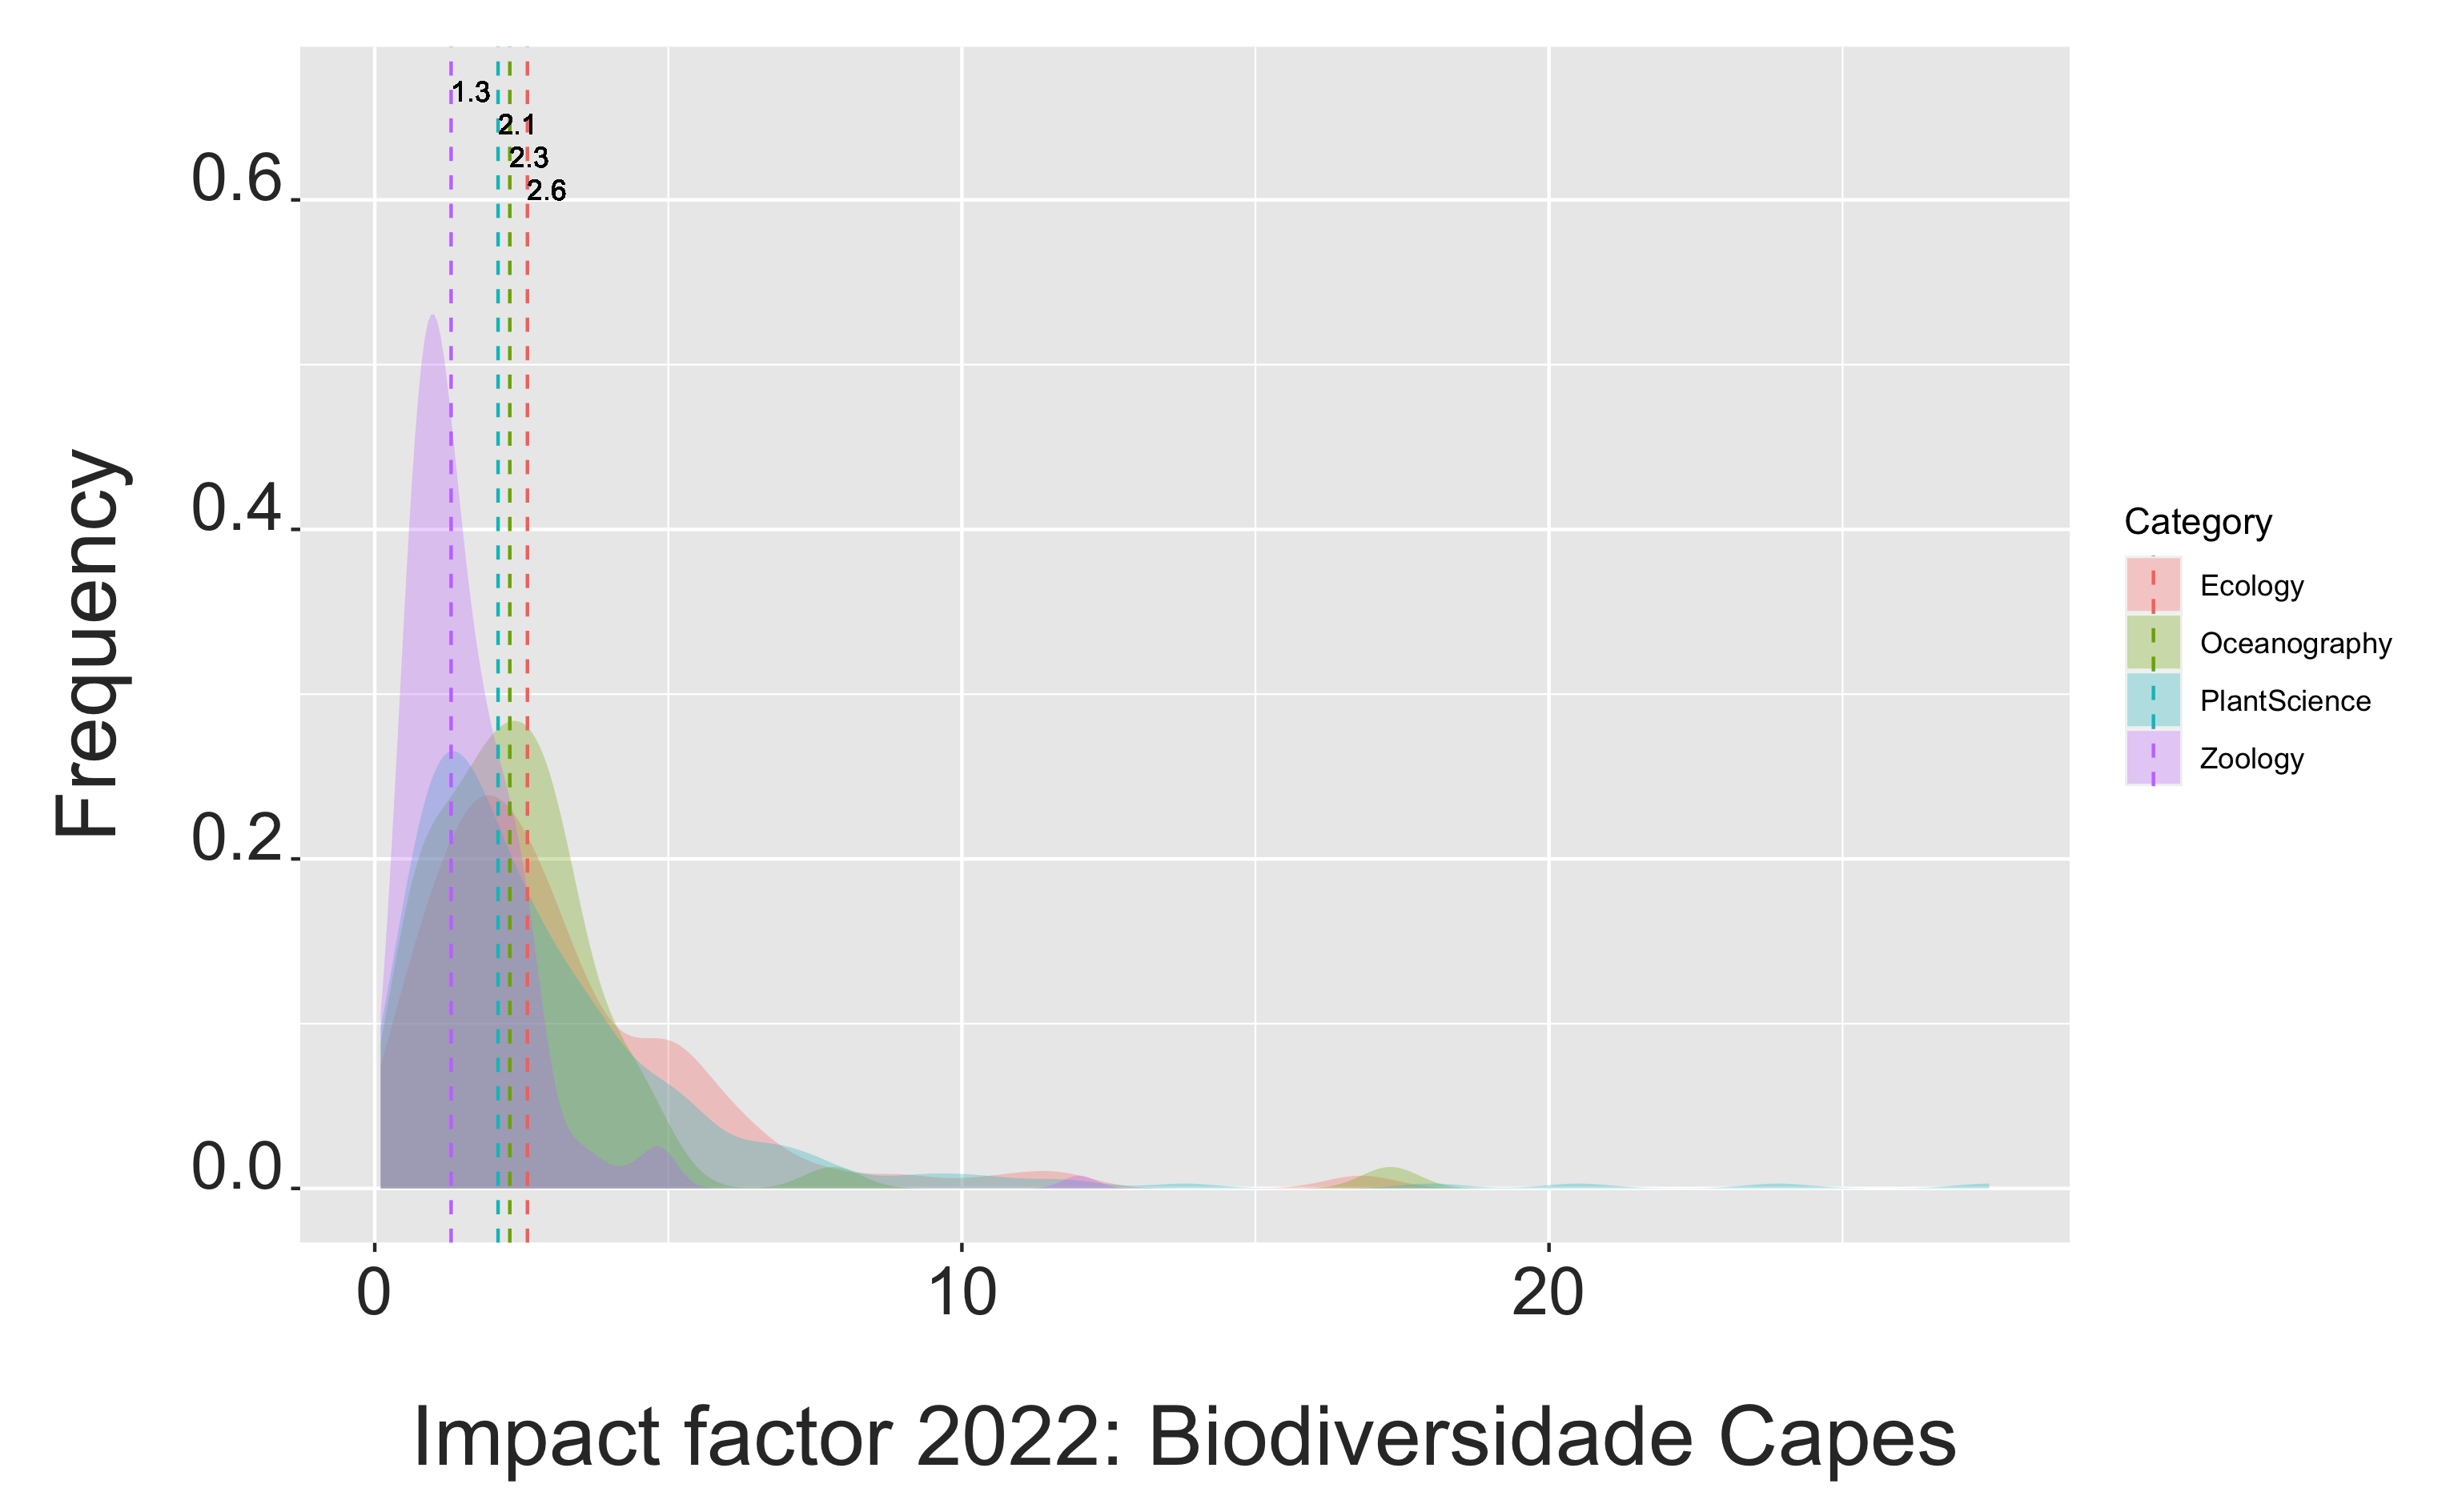 1.3
2.1
2.3
2.6
0.6
0.4
0.2
0.0
Frequency
0 10 20
Impact factor 2022: Biodiversidade Capes
Category
Ecology
Oceanography
PlantScience
Zoology